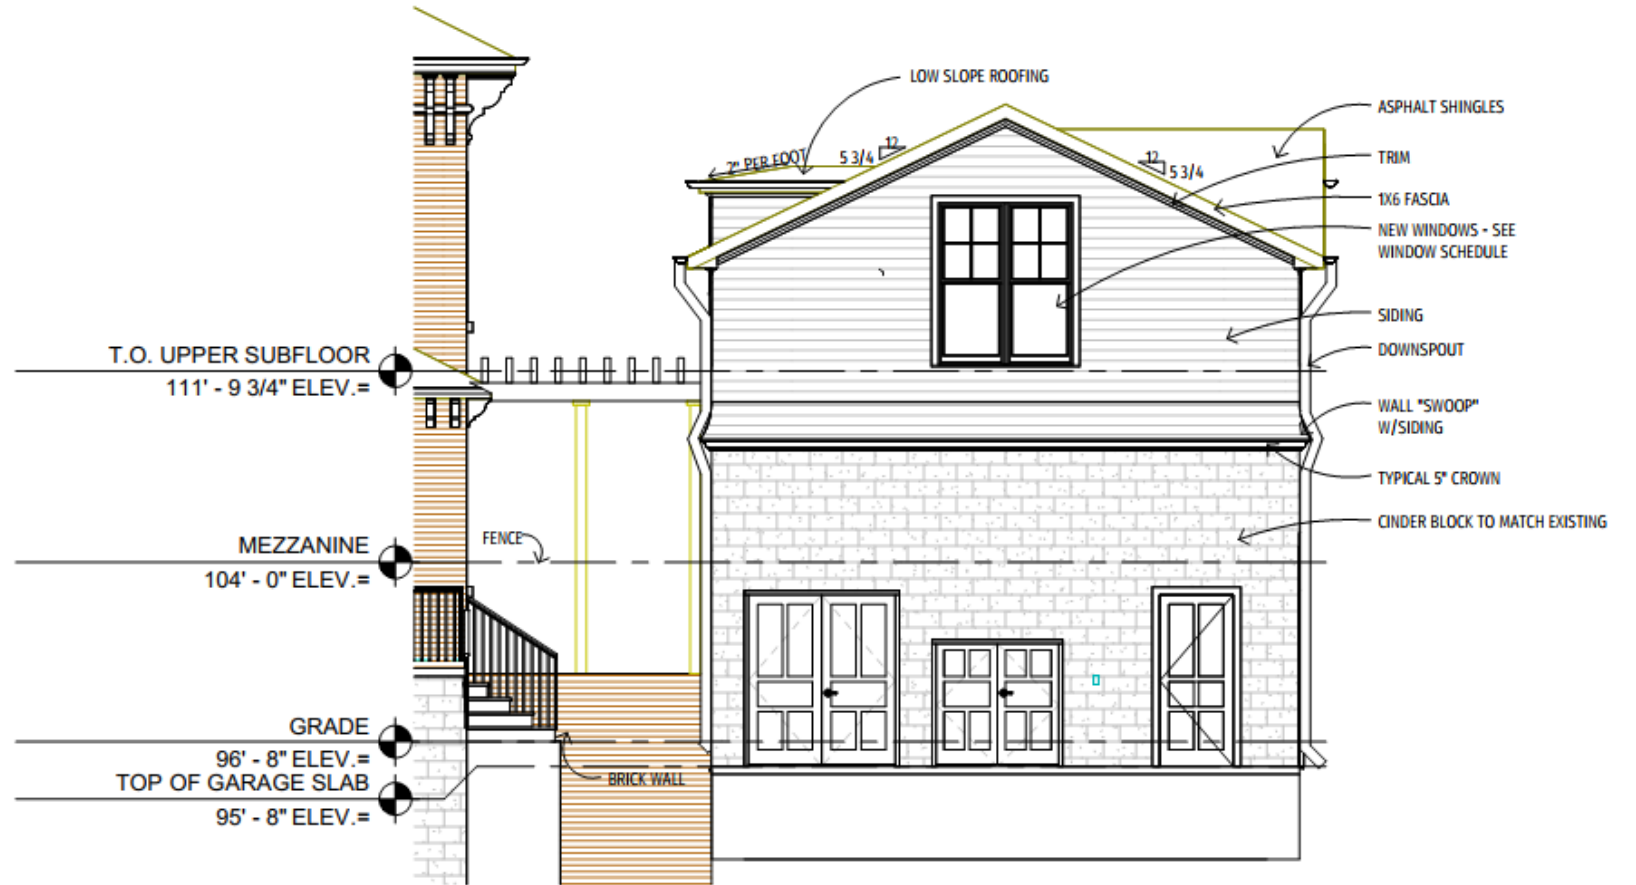 LOW SLOPE ROOFING
ASPHALT SHINGLES
12
5 3/4
2" PER FOOT
12
5 3/4
TRIM
1X6 FASCIA
NEW WINDOWS - SEE
WINDOW SCHEDULE
SIDING
DOWNSPOUT
T.O. UPPER SUBFLOOR
111' - 9 3/4" ELEV.=
WALL "SWOOP"
W/SIDING
TYPICAL 5" CROWN
CINDER BLOCK TO MATCH EXISTING
FENCE
MEZZANINE
104' - 0" ELEV.=
GRADE
96' - 8" ELEV.=
TOP OF GARAGE SLAB
95' - 8" ELEV.=
BRICK WALL